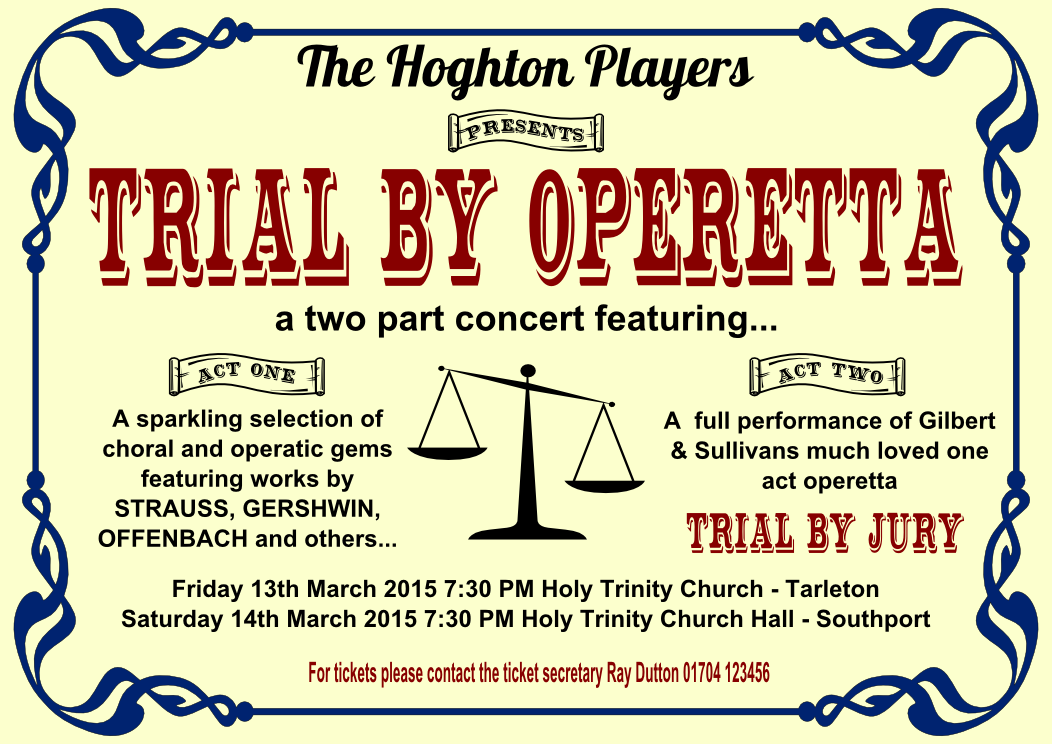 The Hoghton Players
PRESENTS
TRIAL BY OPERETTA
a two part concert featuring...
ACT ONE
A sparkling selection of
choral and operatic gems
featuring works by
STRAUSS, GERSHWIN,
OFFENBACH and others...
ACT TWO
A full performance of Gilbert
& Sullivans much loved one
act operetta
TRIAL BY JURY
Friday 13th March 2015 7:30 PM Holy Trinity Church - Tarleton
Saturday 14th March 2015 7:30 PM Holy Trinity Church Hall - Southport
For tickets please contact the ticket secretary Ray Dutton 01704 123456